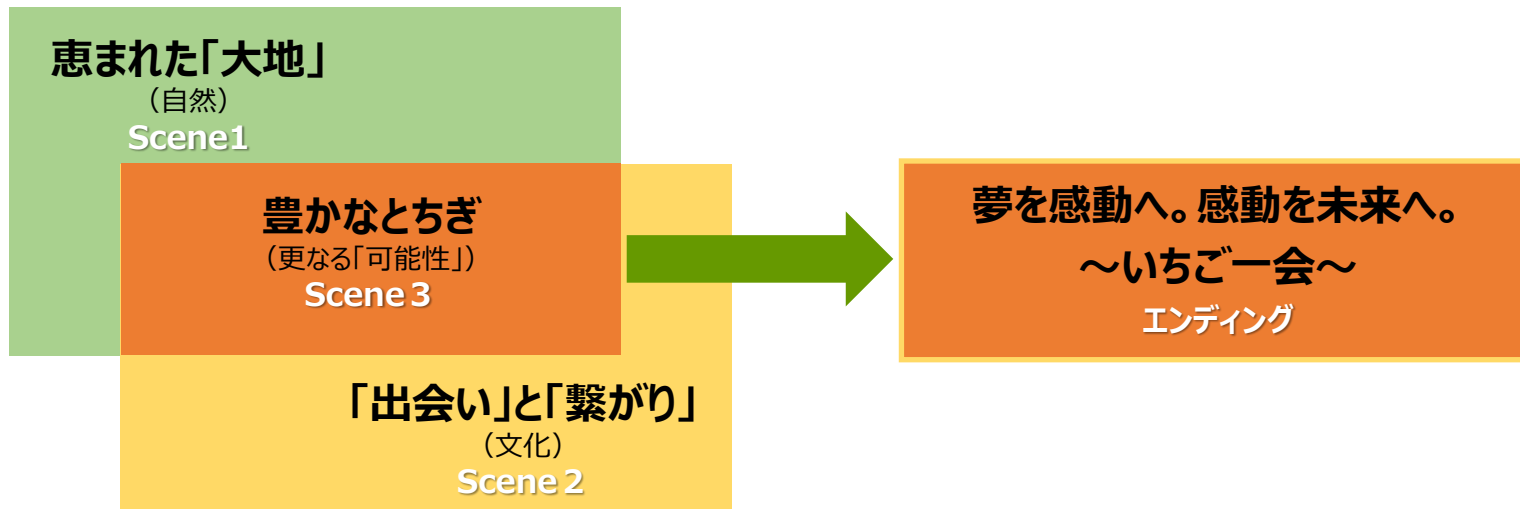 恵まれた「大地」
（自然）
Scene1
豊かなとちぎ
（更なる「可能性」）
Scene３
「出会い」と「繋がり」
（文化）
Scene２
夢を感動へ。感動を未来へ。
～いちご一会～
エンディング